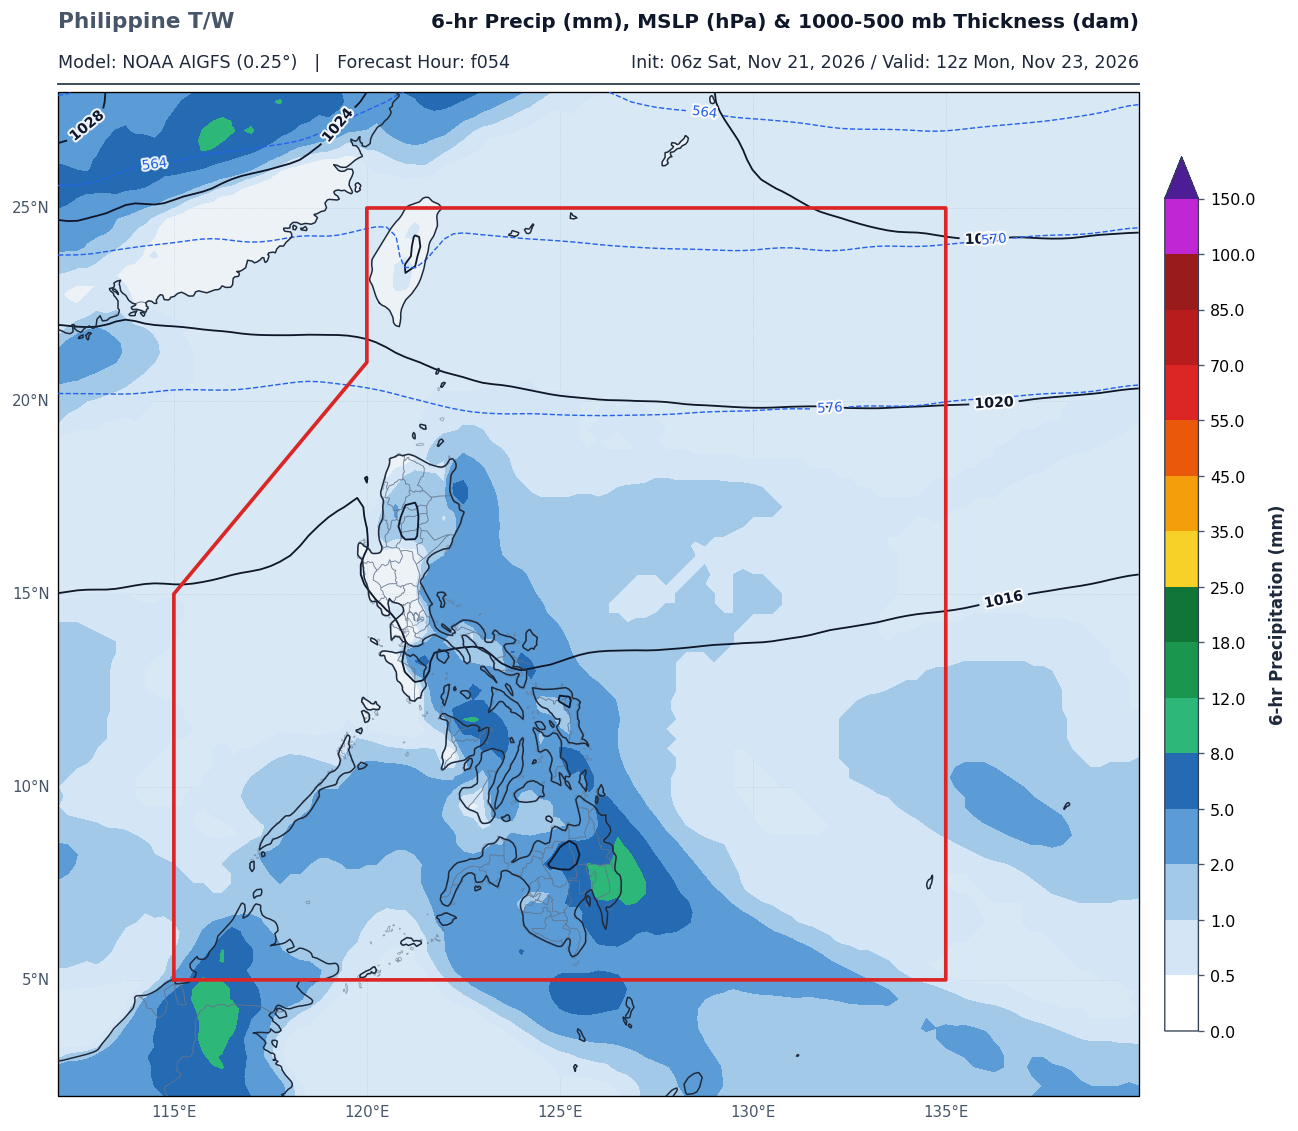 Philippine T/W
6-hr Precip (mm), MSLP (hPa) & 1000-500 mb Thickness (dam)
Model: NOAA AIGFS (0.25°) | Forecast Hour: f054
Init: 06z Sat, Nov 21, 2026 / Valid: 12z Mon, Nov 23, 2026
1028
1024
564
564
570
576
1020
1016
25°N
20°N
15°N
10°N
5°N
115°E
120°E
125°E
130°E
135°E
150.0
100.0
85.0
70.0
55.0
45.0
35.0
25.0
18.0
12.0
8.0
5.0
2.0
1.0
0.5
0.0
6-hr Precipitation (mm)